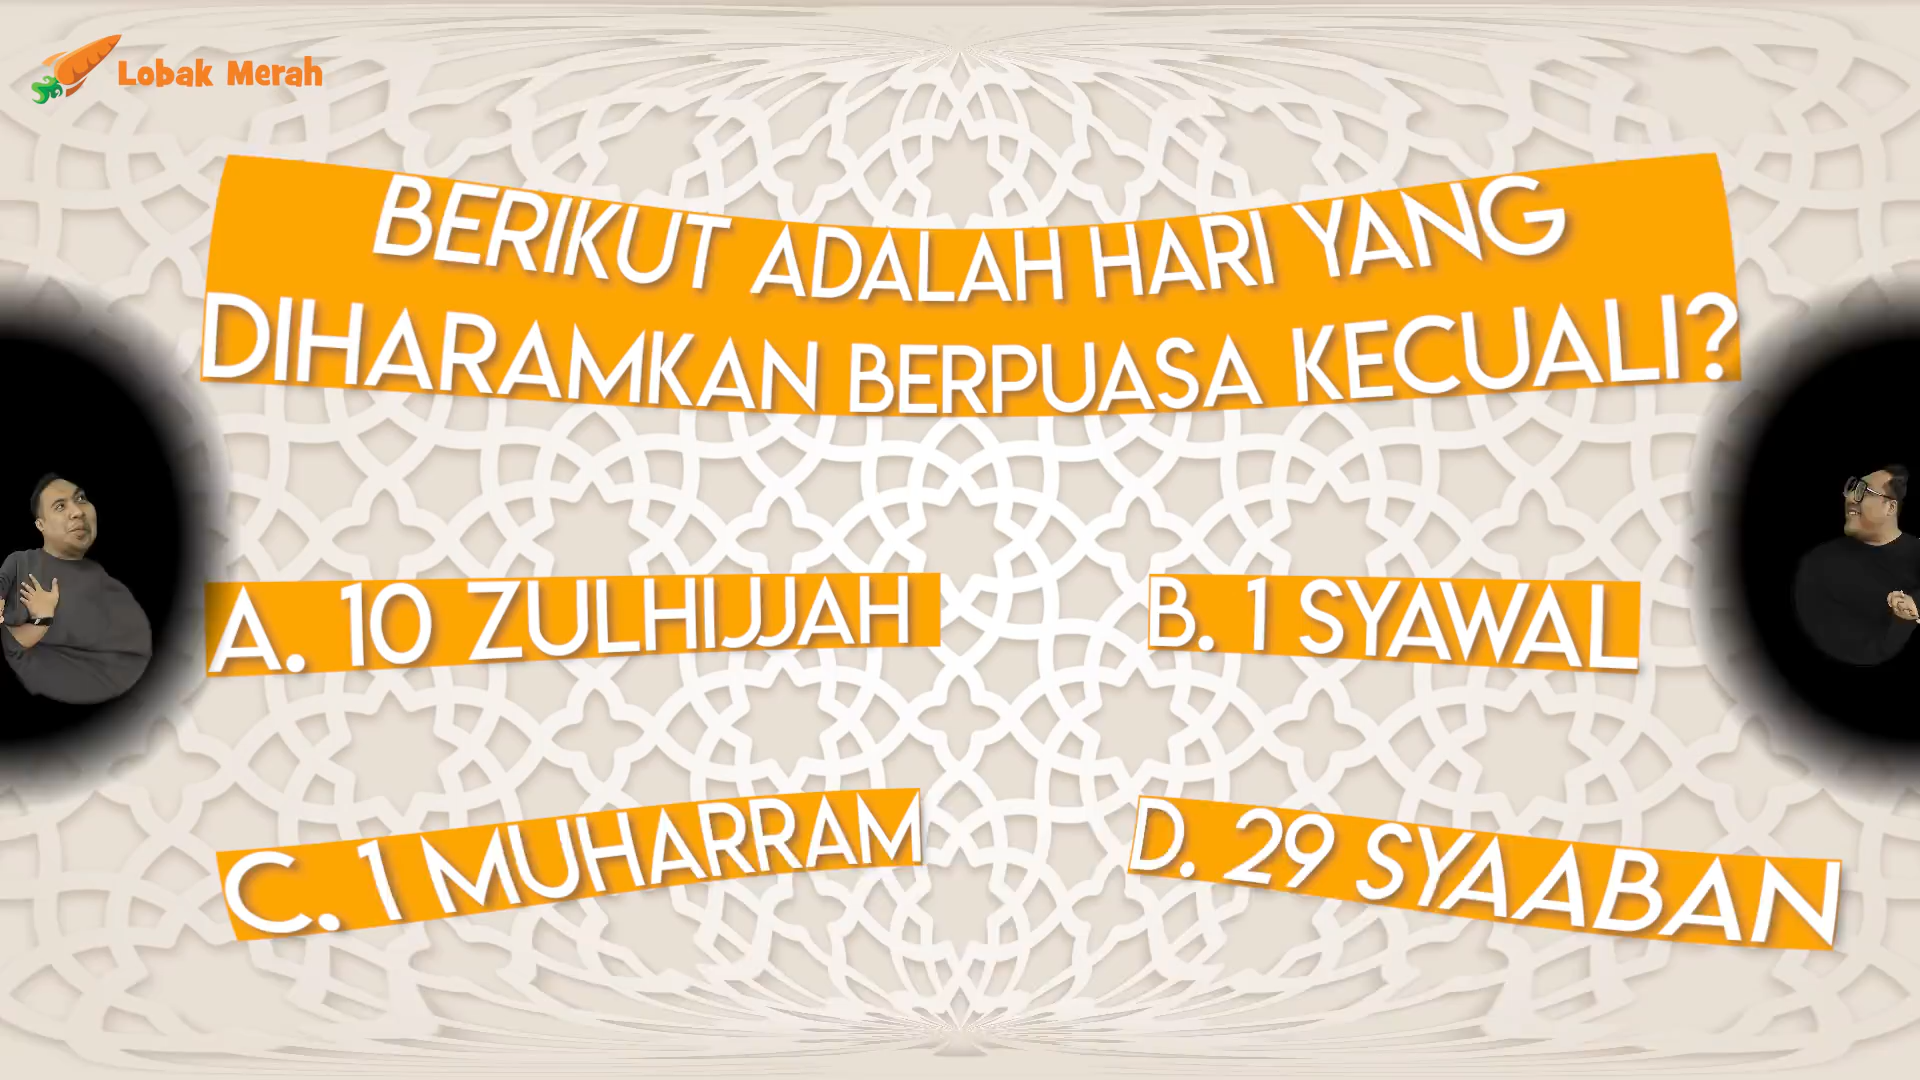 Lobak Merah
BERIKUT ADALAH HARI YANG
DIHARAMKAN BERPUASA KECUALI?
A. 10 ZULHIJJAH
B. 1 SYAWAL
C. 1 MUHARRAM
D. 29 SYAABAN